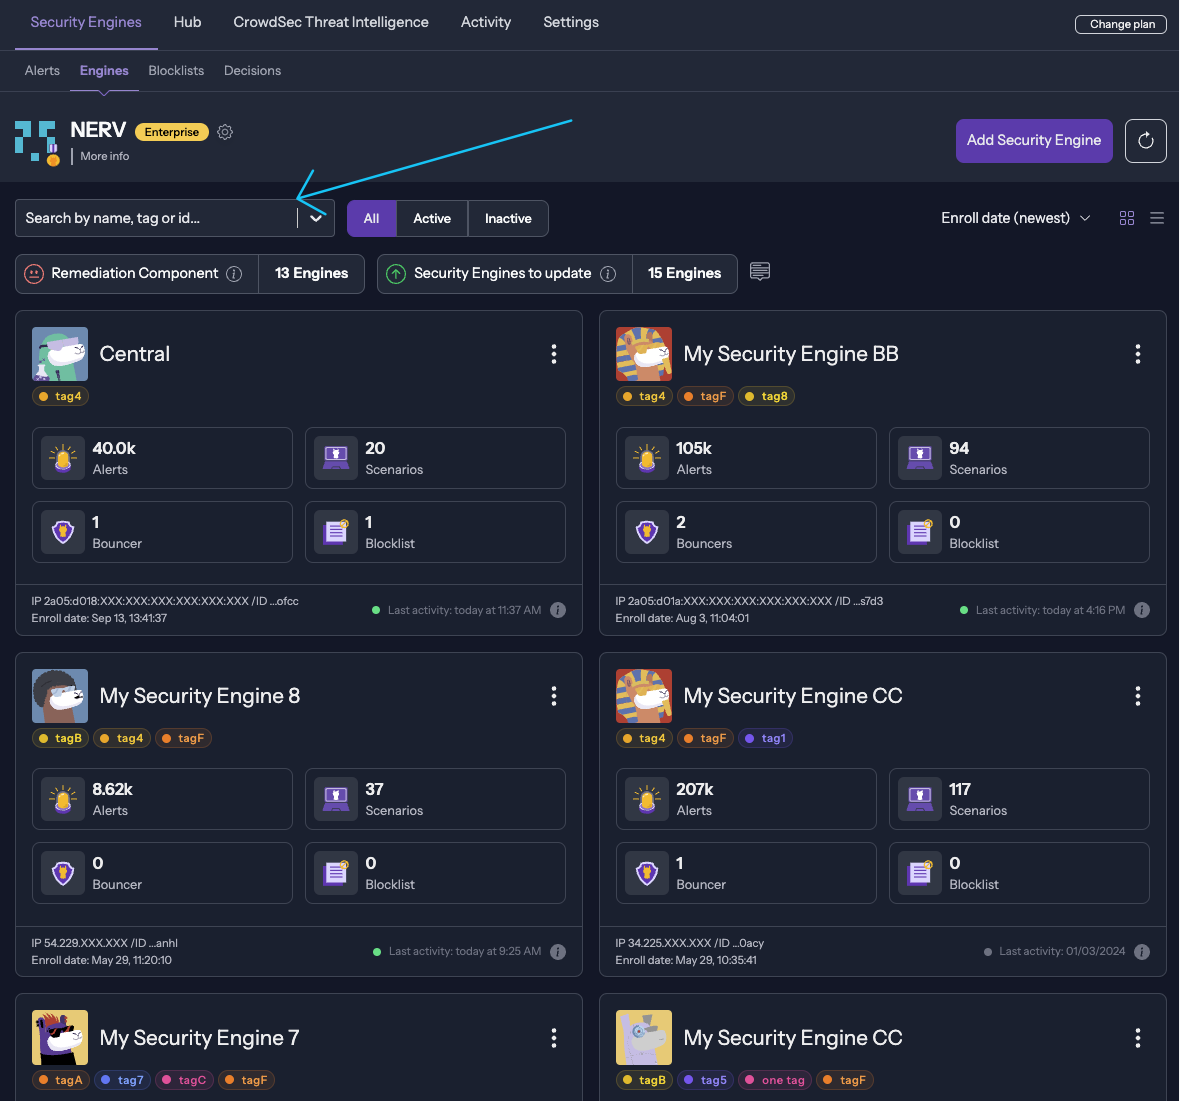 Security Engines Hub CrowdSec Threat Intelligence Activity Settings Change plan
Alerts Engines Blocklists Decisions
NERV Enterprise
More info
Add Security Engine
Search by name, tag or id... All Active Inactive Enroll date (newest)
Remediation Component 13 Engines Security Engines to update 15 Engines
Central
tag4
40.0k
Alerts
20
Scenarios
1
Bouncer
1
Blocklist
IP 2a05:d018:XXX:XXX:XXX:XXX:XXX:XXX /ID ...ofcc
Enroll date: Sep 13, 13:41:37
Last activity: today at 11:37 AM
My Security Engine BB
tag4 tagF tag8
105k
Alerts
94
Scenarios
2
Bouncers
0
Blocklist
IP 2a05:d01a:XXX:XXX:XXX:XXX:XXX:XXX /ID ...s7d3
Enroll date: Aug 3, 11:04:01
Last activity: today at 4:16 PM
My Security Engine 8
tagB tag4 tagF
8.62k
Alerts
37
Scenarios
0
Bouncer
0
Blocklist
IP 54.229.XXX.XXX /ID ...anhl
Enroll date: May 29, 11:20:10
Last activity: today at 9:25 AM
My Security Engine CC
tag4 tagF tag1
207k
Alerts
117
Scenarios
1
Bouncer
0
Blocklist
IP 34.225.XXX.XXX /ID ...0acy
Enroll date: May 29, 10:35:41
Last activity: 01/03/2024
My Security Engine 7
tagA tag7 tagC tagF
My Security Engine CC
tagB tag5 one tag tagF